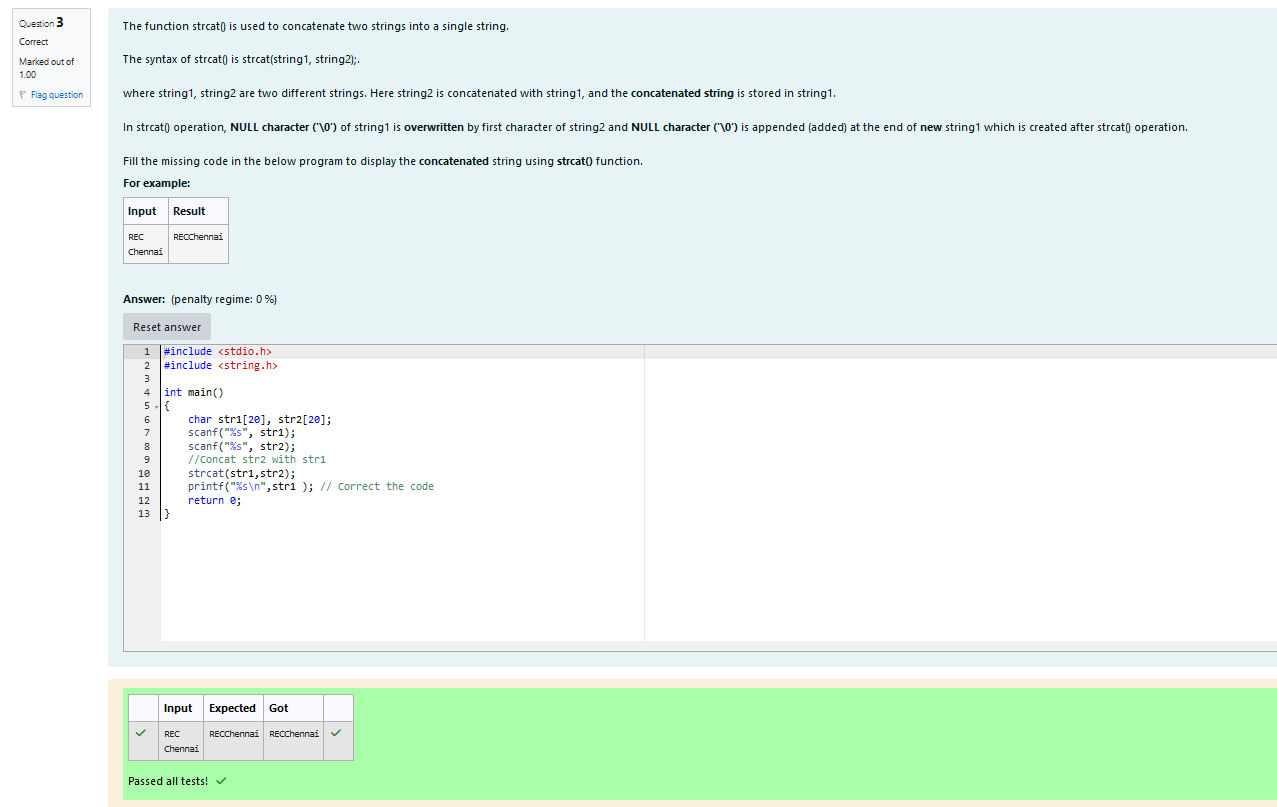 Question 3
Correct
Marked out of
1.00
Flag question
The function strcat() is used to concatenate two strings into a single string.
The syntax of strcat() is strcat(string1, string2);.
where string1, string2 are two different strings. Here string2 is concatenated with string1, and the concatenated string is stored in string1.
In strcat() operation, NULL character ('\0') of string1 is overwritten by first character of string2 and NULL character ('\0') is appended (added) at the end of new string1 which is created after strcat() operation.
Fill the missing code in the below program to display the concatenated string using strcat() function.
For example:
Input Result
REC RECChennai
Chennai
Answer: (penalty regime: 0 %)
Reset answer
1 #include <stdio.h>
2 #include <string.h>
3
4 int main()
5 {
6 char str1[20], str2[20];
7 scanf("%s", str1);
8 scanf("%s", str2);
9 //Concat str2 with str1
10 strcat(str1,str2);
11 printf("%s\n",str1 ); // Correct the code
12 return 0;
13 }
Input Expected Got
REC RECChennai RECChennai
Chennai
Passed all tests!